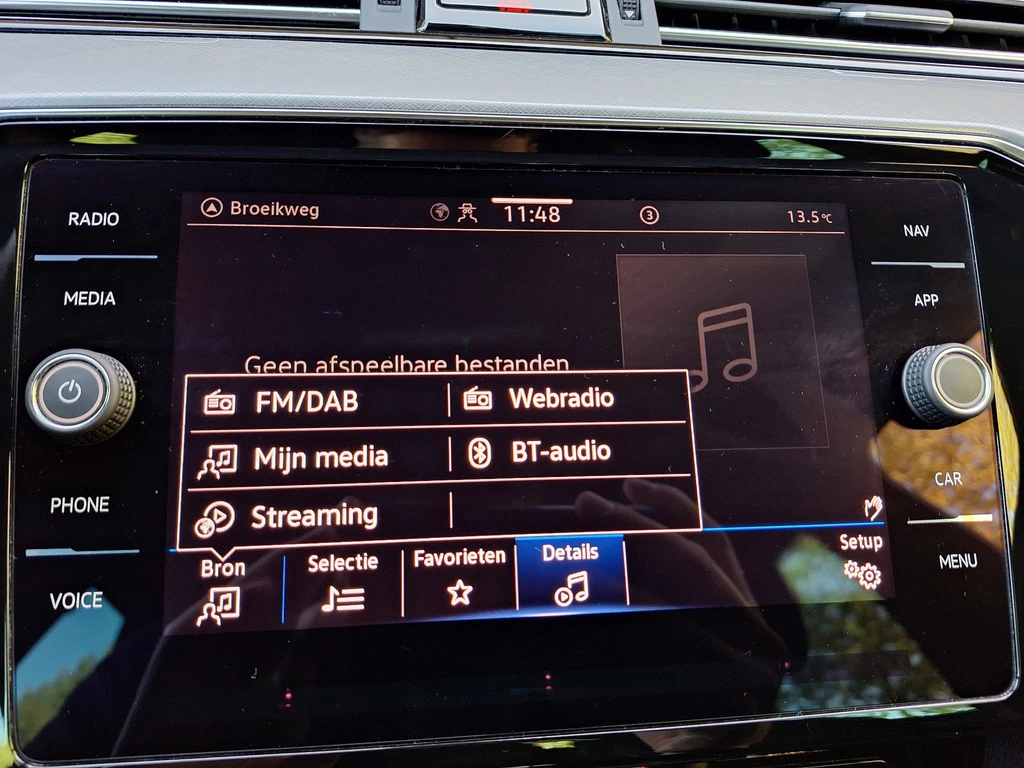 RADIO
MEDIA
PHONE
VOICE
Broeikweg
11:48
3
13.5°C
Geen afspeelbare bestanden
FM/DAB
Webradio
Mijn media
BT-audio
Streaming
Bron
Selectie
Favorieten
Details
Setup
NAV
APP
CAR
MENU